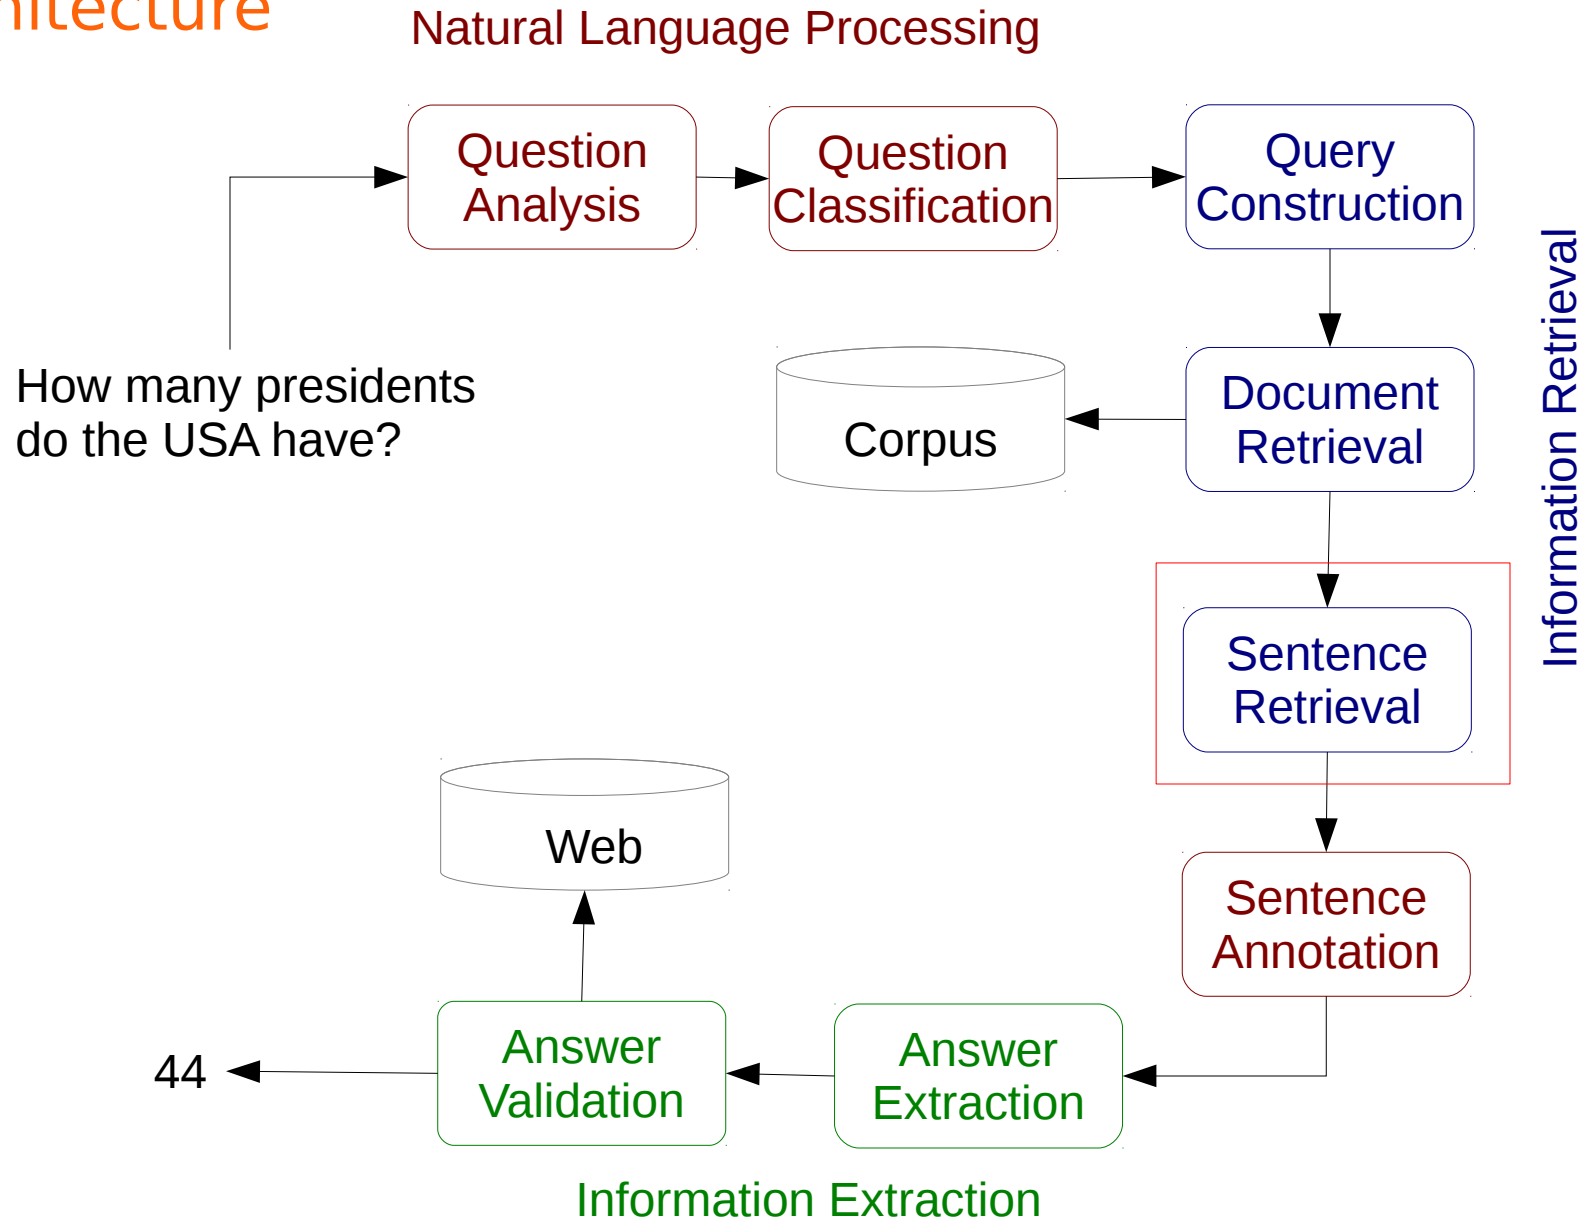 Natural Language Processing
Question
Analysis
Question
Classification
Query
Construction
Information Retrieval
How many presidents
do the USA have?
Corpus
Document
Retrieval
Sentence
Retrieval
Web
Sentence
Annotation
44
Answer
Validation
Answer
Extraction
Information Extraction